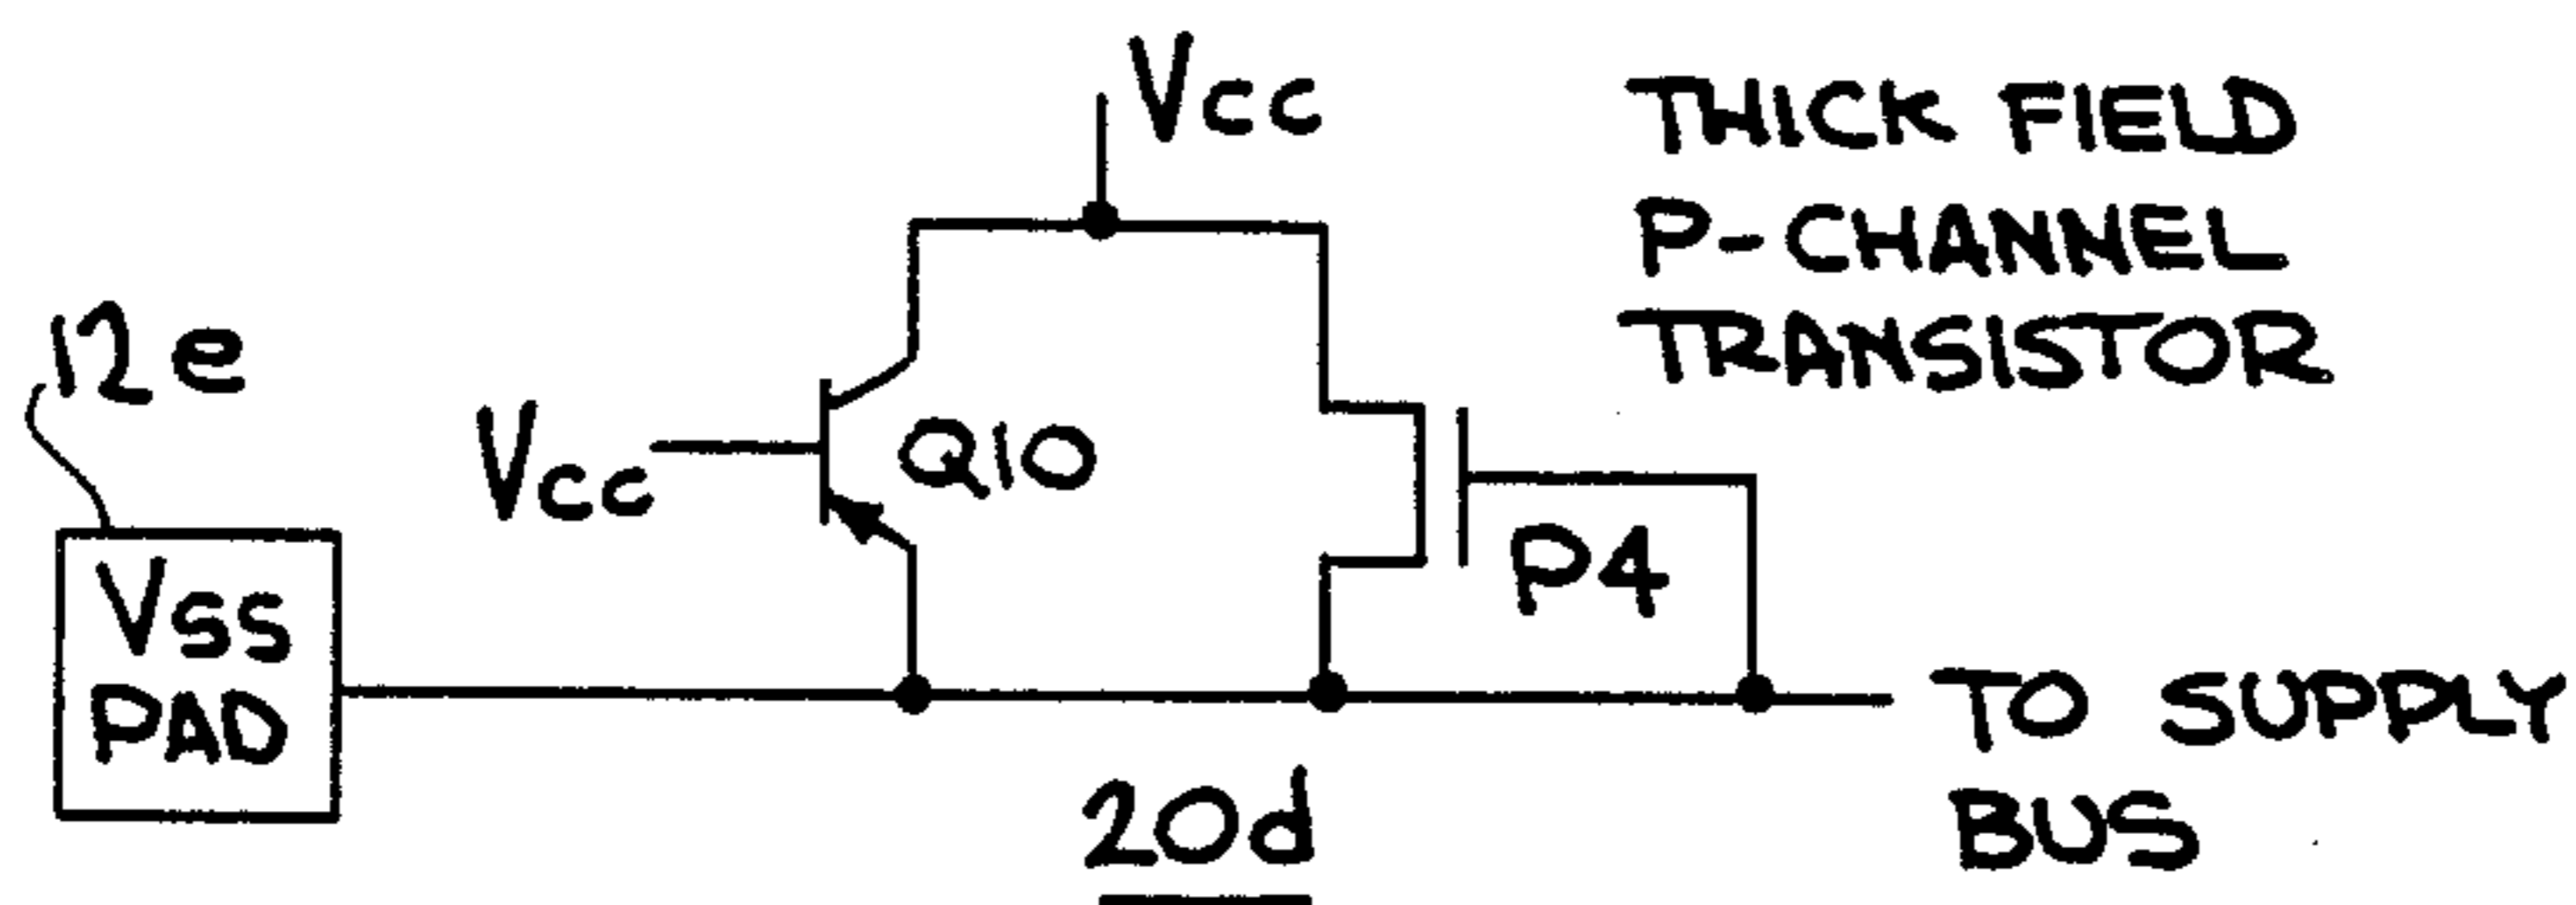 Vcc
THICK FIELD
P-CHANNEL
TRANSISTOR
12e
Vcc
Q10
P4
Vss
PAD
TO SUPPLY
BUS
20d